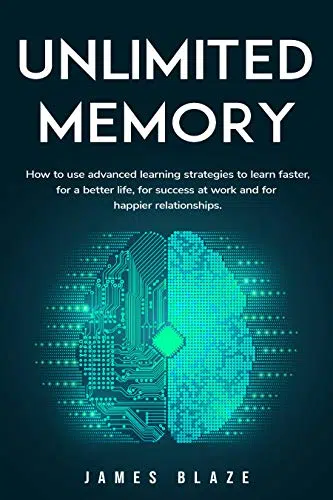 UNLIMITED
MEMORY
How to use advanced learning strategies to learn faster,
for a better life, for success at work and for
happier relationships.
JAMES BLAZE